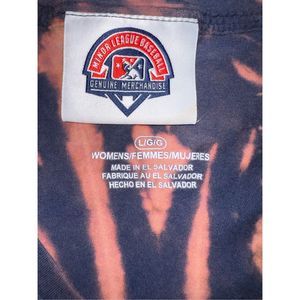 MINOR LEAGUE BASEBALL
GENUINE MERCHANDISE
L/G/G
WOMENS/FEMMES/MUJERES
MADE IN EL SALVADOR
FABRIQUE AU EL SALVADOR
HECHO EN EL SALVADOR